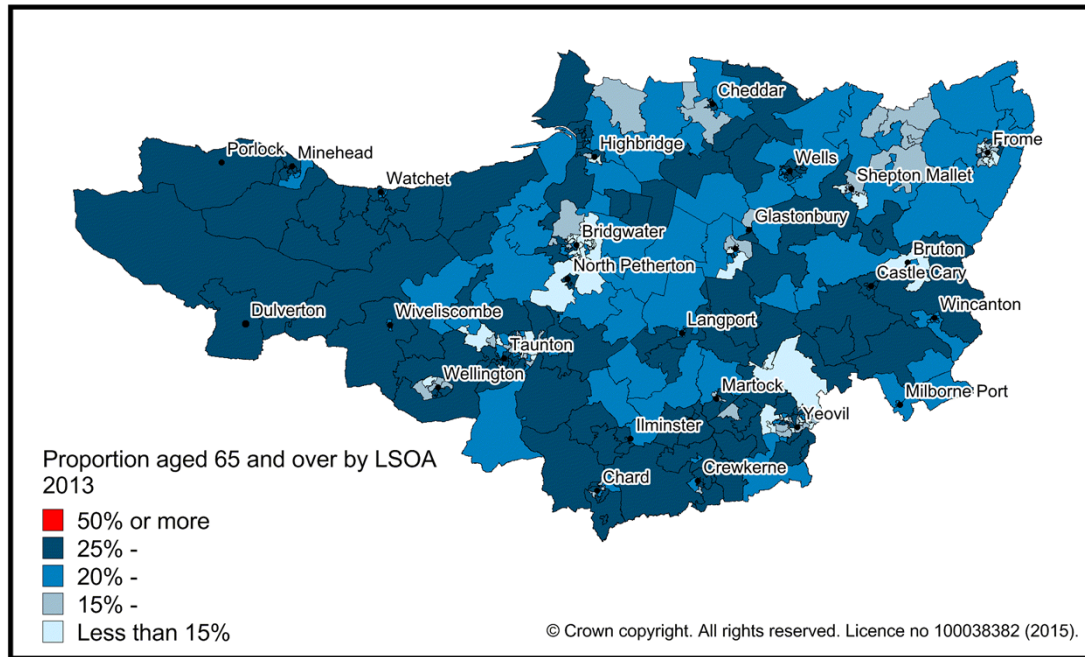 Cheddar
Porlock
Minehead
Highbridge
Frome
Wells
Watchet
Shepton Mallet
Glastonbury
Bridgwater
Bruton
North Petherton
Castle Cary
Dulverton
Wiveliscombe
Wincanton
Langport
Taunton
Wellington
Martock
Milborne Port
Yeovil
Ilminster
Proportion aged 65 and over by LSOA
2013
Crewkerne
Chard
50% or more
25% -
20% -
15% -
Less than 15%
© Crown copyright. All rights reserved. Licence no 100038382 (2015).